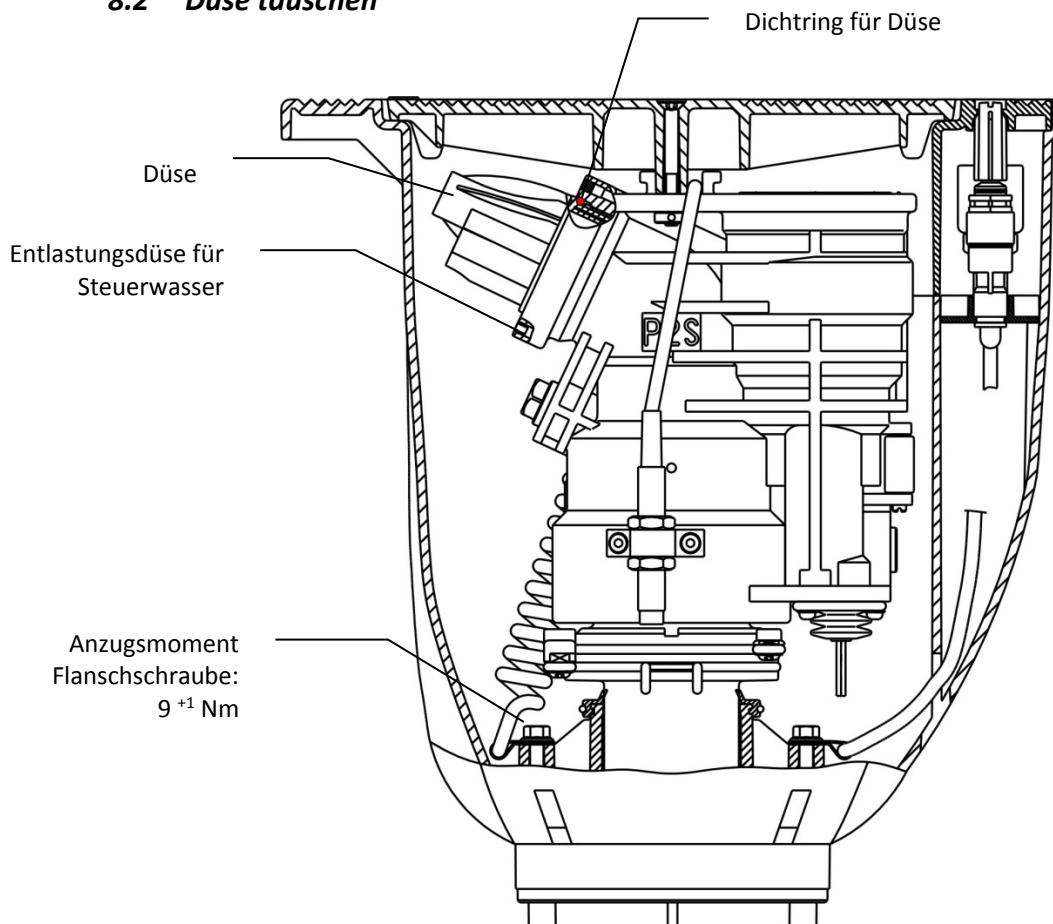 8.2 Düse tauschen
Dichtring für Düse
Düse
Entlastungsdüse für
Steuerwasser
P2S
Anzugsmoment
Flanschschraube:
9 +1 Nm